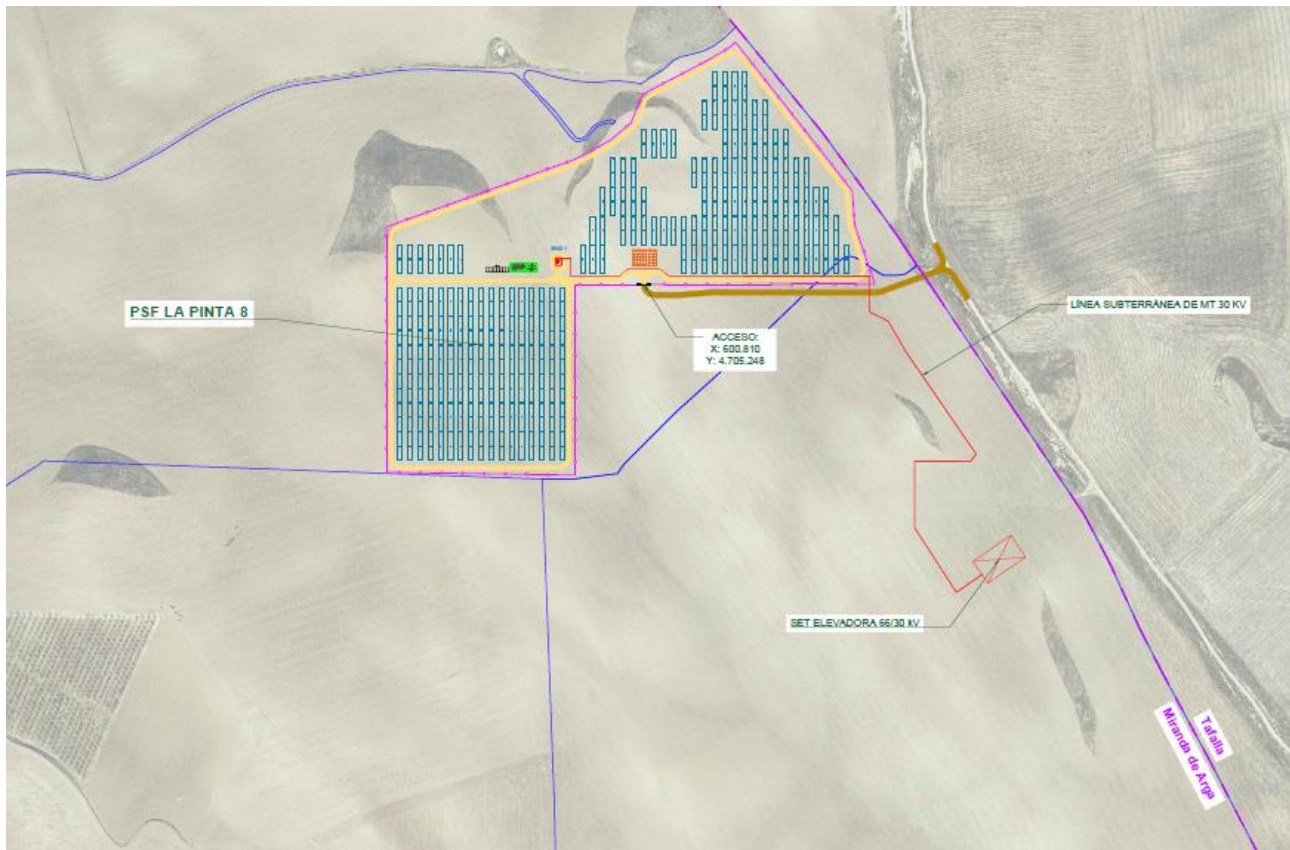 PSF LA PINTA 8
ACCESO:
X: 600.810
Y: 4.705.248
LÍNEA SUBTERRÁNEA DE MT 30 KV
SET ELEVADORA 66/30 kV
Tafalla
Miranda de Arga